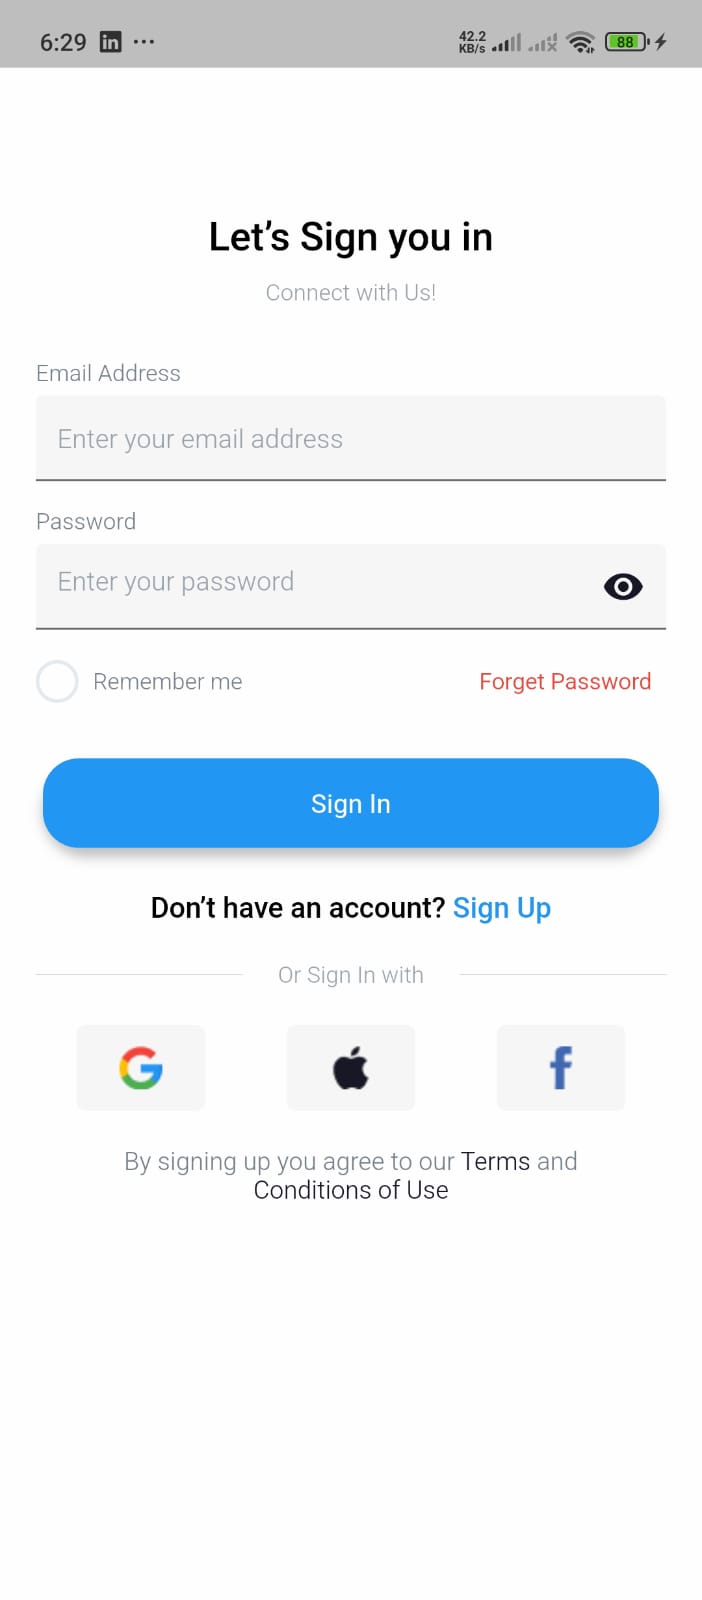 6:29 in ... 42.2 KB/s 88
Let's Sign you in
Connect with Us!
Email Address
Enter your email address
Password
Enter your password
Remember me Forget Password
Sign In
Don't have an account? Sign Up
Or Sign In with
By signing up you agree to our Terms and
Conditions of Use